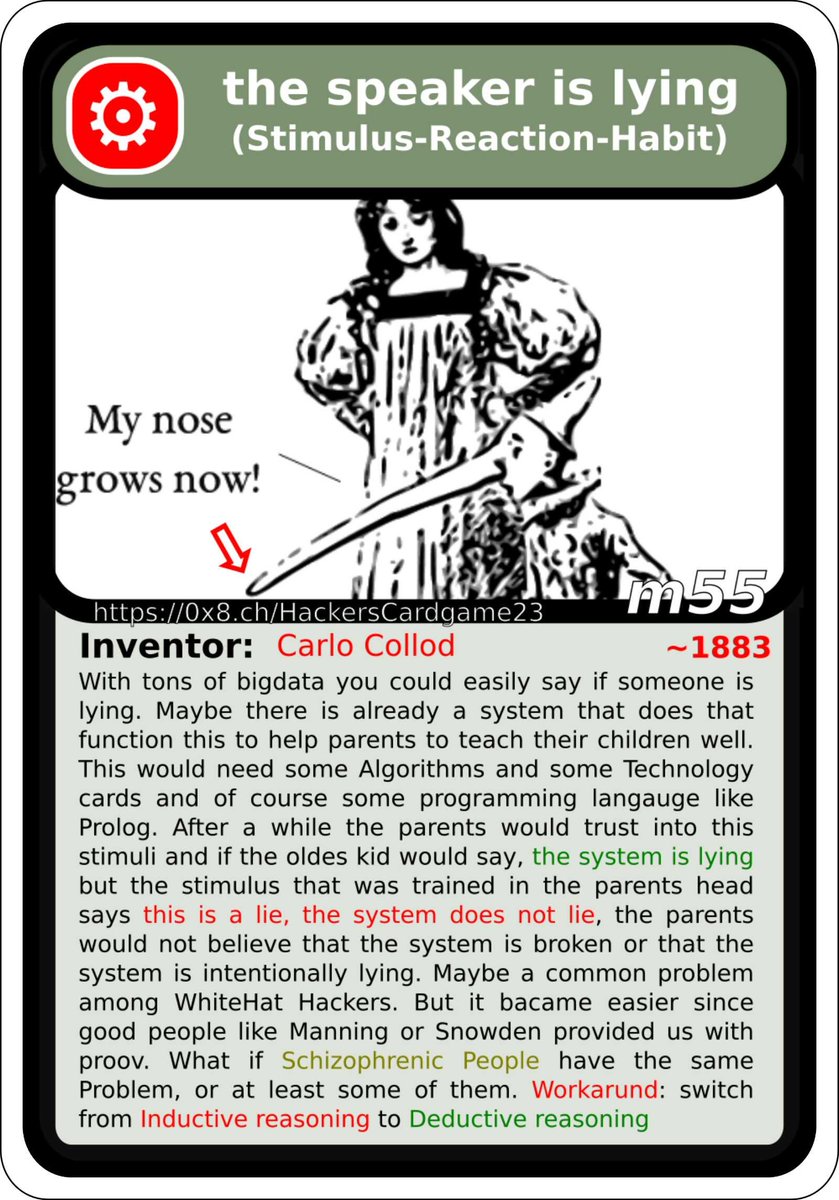 the speaker is lying
(Stimulus-Reaction-Habit)
My nose
grows now!
m55
https://0x8.ch/HackersCardgame23
Inventor: Carlo Collod ~1883
With tons of bigdata you could easily say if someone is
lying. Maybe there is already a system that does that
function this to help parents to teach their children well.
This would need some Algorithms and some Technology
cards and of course some programming langauge like
Prolog. After a while the parents would trust into this
stimuli and if the oldes kid would say, the system is lying
but the stimulus that was trained in the parents head
says this is a lie, the system does not lie, the parents
would not believe that the system is broken or that the
system is intentionally lying. Maybe a common problem
among WhiteHat Hackers. But it bacame easier since
good people like Manning or Snowden provided us with
proov. What if Schizophrenic People have the same
Problem, or at least some of them. Workarund: switch
from Inductive reasoning to Deductive reasoning